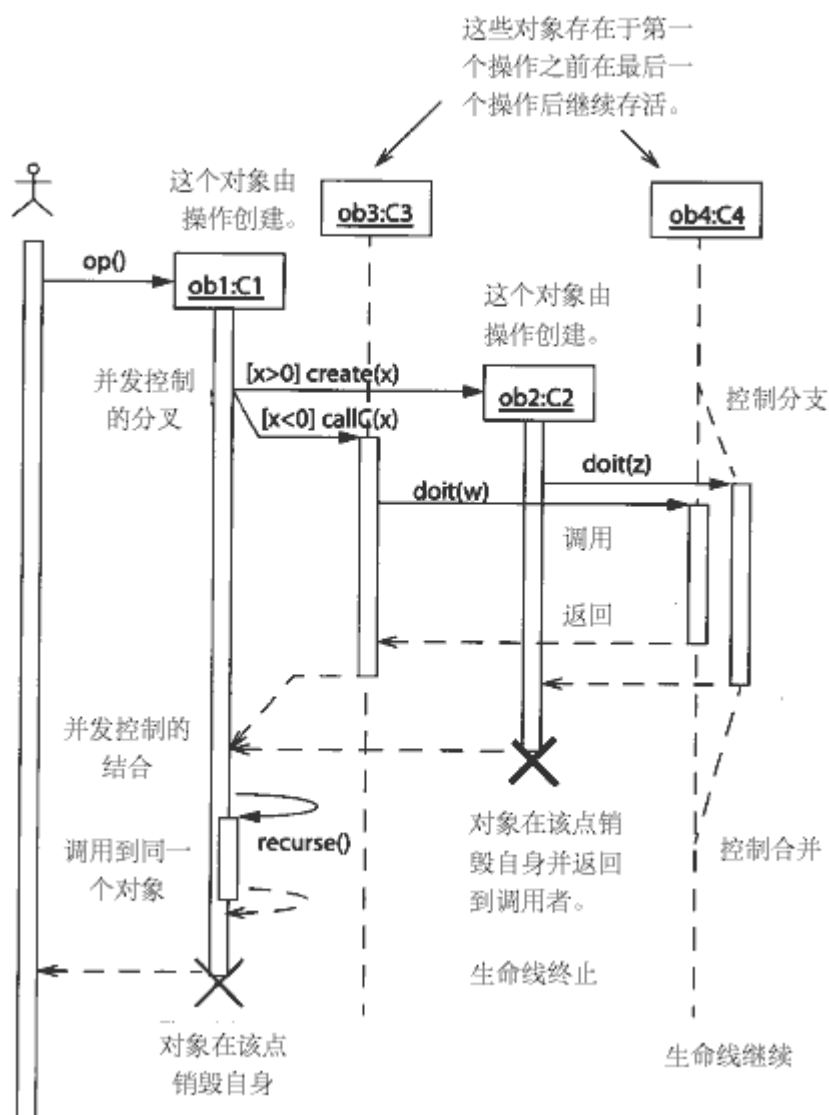 这些对象存在于第一
个操作之前在最后一
个操作后继续存活。
这个对象由
操作创建。
ob3:C3
ob4:C4
op()
ob1:C1
这个对象由
操作创建。
并发控制
的分叉
[x>0] create(x)
ob2:C2
控制分支
[x<0] callC(x)
doit(z)
doit(w)
调用
返回
并发控制的
结合
对象在该点销
毁自身并返回
到调用者。
控制合并
调用到同一
个对象
recurse()
生命线终止
对象在该点
销毁自身
生命线继续